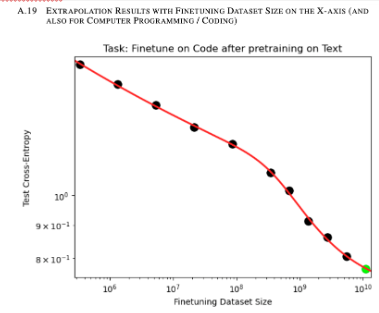 A.19 EXTRAPOLATION RESULTS WITH FINETUNING DATASET SIZE ON THE X-AXIS (AND
ALSO FOR COMPUTER PROGRAMMING / CODING)
Task: Finetune on Code after pretraining on Text
Test Cross-Entropy
10⁰
9 × 10⁻¹
8 × 10⁻¹
10⁶ 10⁷ 10⁸ 10⁹ 10¹⁰
Finetuning Dataset Size